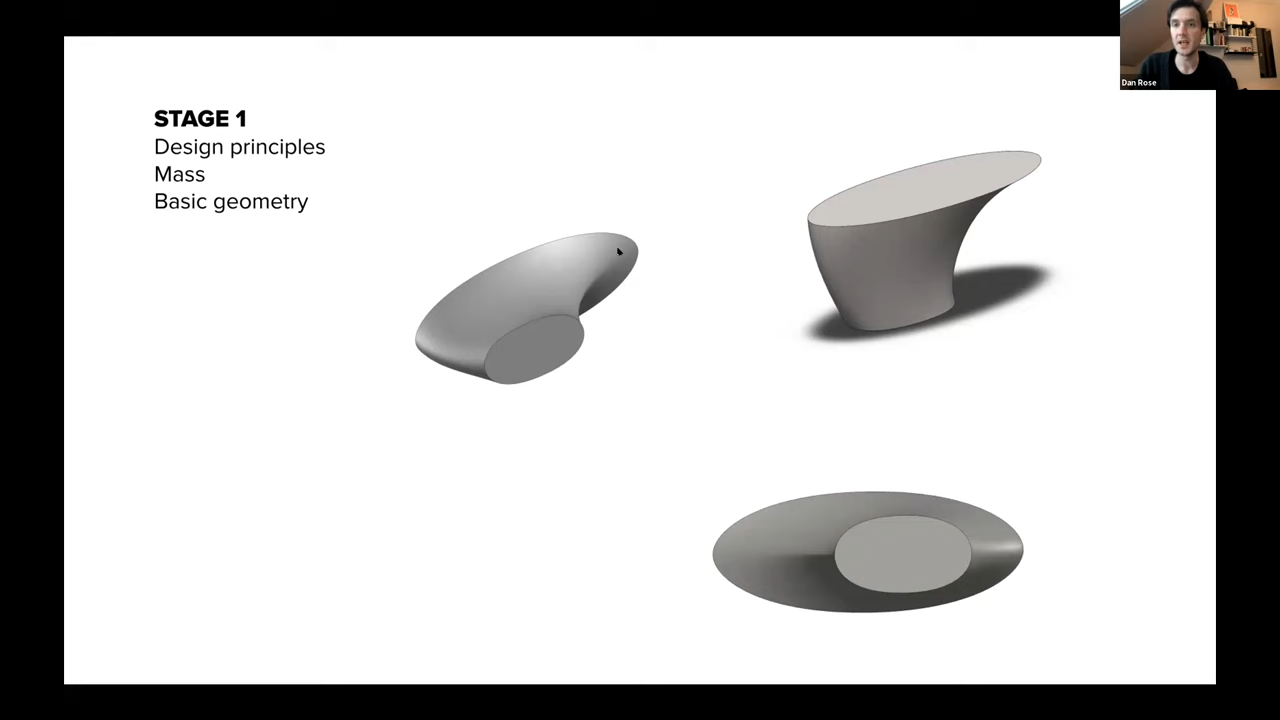 STAGE 1
Design principles
Mass
Basic geometry
Dan Rose